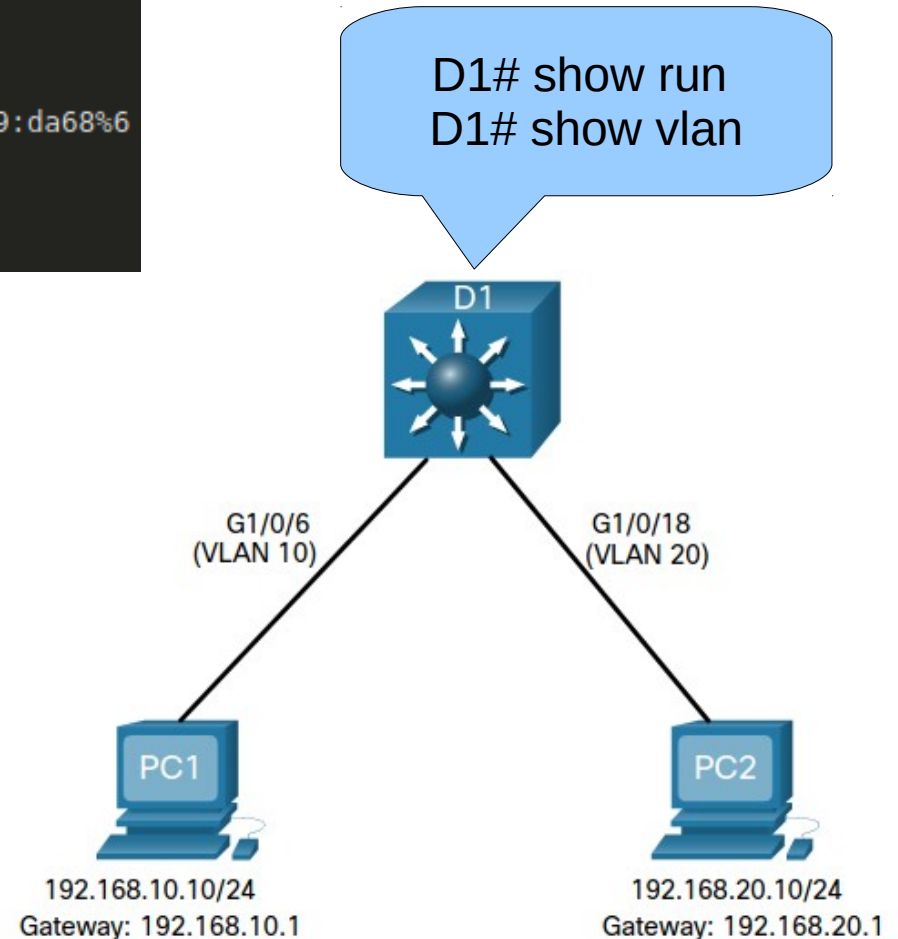 9:da68%6
D1# show run
D1# show vlan
D1
G1/0/6
(VLAN 10)
G1/0/18
(VLAN 20)
PC1
PC2
192.168.10.10/24
Gateway: 192.168.10.1
192.168.20.10/24
Gateway: 192.168.20.1